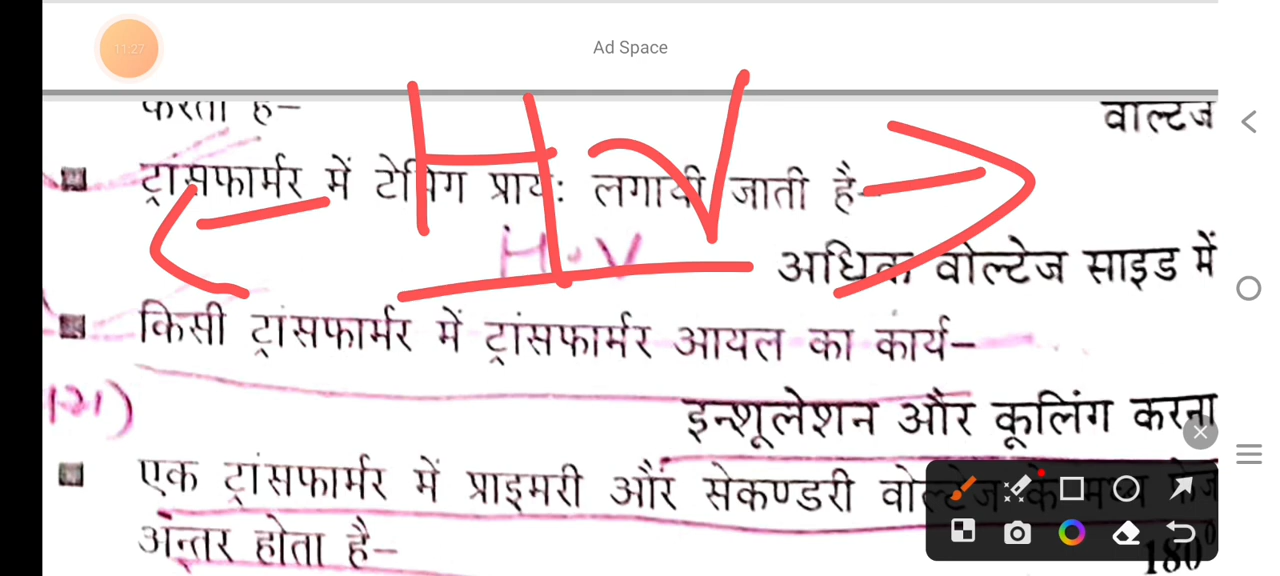 11:27
Ad Space
करता है-
वाल्टेज
ट्रांसफार्मर में टेपिंग प्रायः लगायी जाती है-
HV
H.V
अधिक वोल्टेज साइड में
किसी ट्रांसफार्मर में ट्रांसफार्मर आयल का कार्य-
इन्शूलेशन और कूलिंग करना
एक ट्रांसफार्मर में प्राइमरी और सेकण्डरी वोल्टेज के मध्य फेज
अन्तर होता है-
180⁰